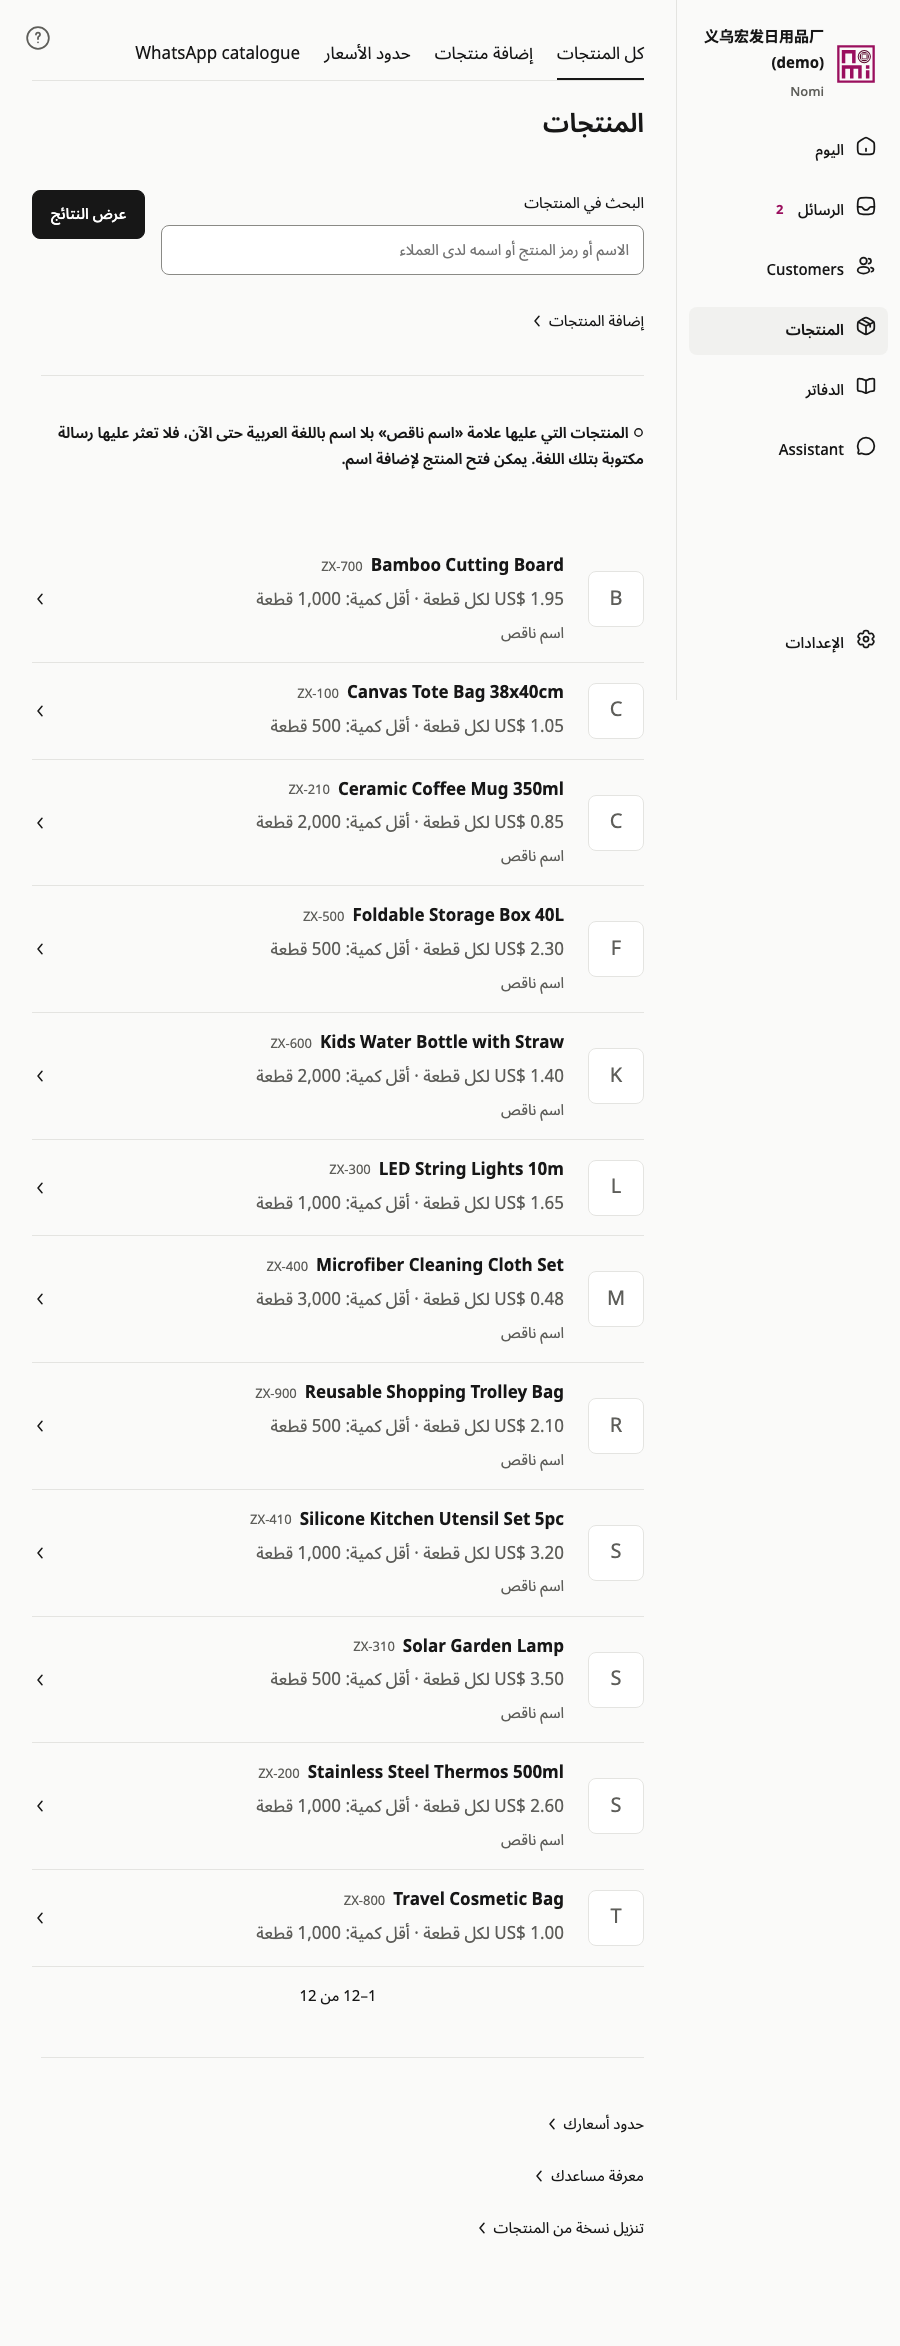 义乌宏发日用品厂
(demo)
Nomi
اليوم
الرسائل 2
Customers
المنتجات
الدفاتر
Assistant
الإعدادات
كل المنتجات
إضافة منتجات
حدود الأسعار
WhatsApp catalogue
المنتجات
البحث في المنتجات
الاسم أو رمز المنتج أو اسمه لدى العملاء
عرض النتائج
إضافة المنتجات
المنتجات التي عليها علامة «اسم ناقص» بلا اسم باللغة العربية حتى الآن، فلا تعثر عليها رسالة
مكتوبة بتلك اللغة. يمكن فتح المنتج لإضافة اسم.
B
Bamboo Cutting Board ZX-700
US$ 1.95 لكل قطعة · أقل كمية: 1,000 قطعة
اسم ناقص
C
Canvas Tote Bag 38x40cm ZX-100
US$ 1.05 لكل قطعة · أقل كمية: 500 قطعة
C
Ceramic Coffee Mug 350ml ZX-210
US$ 0.85 لكل قطعة · أقل كمية: 2,000 قطعة
اسم ناقص
F
Foldable Storage Box 40L ZX-500
US$ 2.30 لكل قطعة · أقل كمية: 500 قطعة
اسم ناقص
K
Kids Water Bottle with Straw ZX-600
US$ 1.40 لكل قطعة · أقل كمية: 2,000 قطعة
اسم ناقص
L
LED String Lights 10m ZX-300
US$ 1.65 لكل قطعة · أقل كمية: 1,000 قطعة
M
Microfiber Cleaning Cloth Set ZX-400
US$ 0.48 لكل قطعة · أقل كمية: 3,000 قطعة
اسم ناقص
R
Reusable Shopping Trolley Bag ZX-900
US$ 2.10 لكل قطعة · أقل كمية: 500 قطعة
اسم ناقص
S
Silicone Kitchen Utensil Set 5pc ZX-410
US$ 3.20 لكل قطعة · أقل كمية: 1,000 قطعة
اسم ناقص
S
Solar Garden Lamp ZX-310
US$ 3.50 لكل قطعة · أقل كمية: 500 قطعة
اسم ناقص
S
Stainless Steel Thermos 500ml ZX-200
US$ 2.60 لكل قطعة · أقل كمية: 1,000 قطعة
اسم ناقص
T
Travel Cosmetic Bag ZX-800
US$ 1.00 لكل قطعة · أقل كمية: 1,000 قطعة
1–12 من 12
حدود أسعارك
معرفة مساعدك
تنزيل نسخة من المنتجات